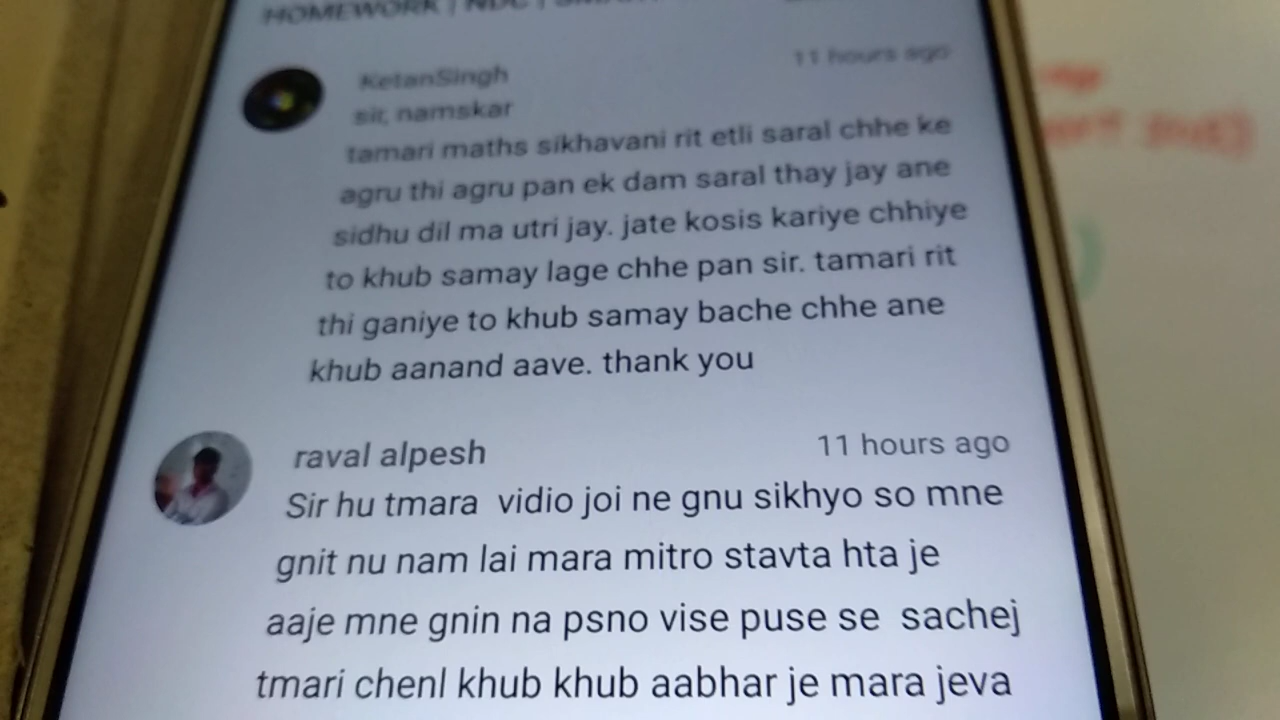 HOMEWORK |
KetanSingh 11 hours ago
sir, namskar
tamari maths sikhavani rit etli saral chhe ke
agru thi agru pan ek dam saral thay jay ane
sidhu dil ma utri jay. jate kosis kariye chhiye
to khub samay lage chhe pan sir. tamari rit
thi ganiye to khub samay bache chhe ane
khub aanand aave. thank you
raval alpesh 11 hours ago
Sir hu tmara vidio joi ne gnu sikhyo so mne
gnit nu nam lai mara mitro stavta hta je
aaje mne gnin na psno vise puse se sachej
tmari chenl khub khub aabhar je mara jeva